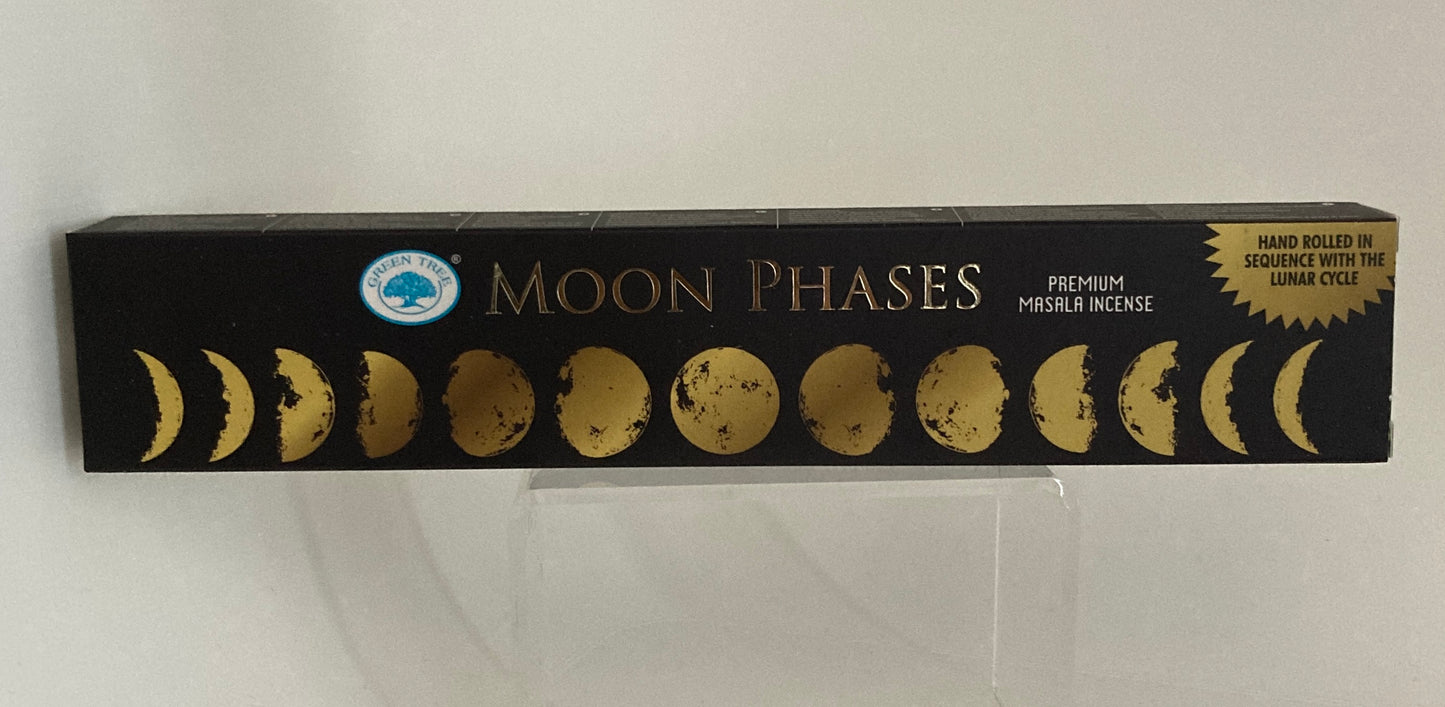 GREEN TREE
®
MOON PHASES
PREMIUM
MASALA INCENSE
HAND ROLLED IN
SEQUENCE WITH THE
LUNAR CYCLE